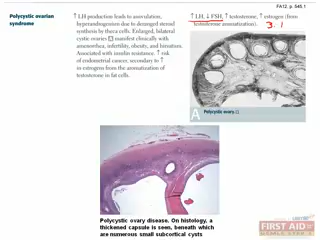 FA12, p. 545.1
Polycystic ovarian
syndrome
↑ LH production leads to anovulation,
hyperandrogenism due to deranged steroid
synthesis by theca cells. Enlarged, bilateral
cystic ovaries A manifest clinically with
amenorrhea, infertility, obesity, and hirsutism.
Associated with insulin resistance. ↑ risk
of endometrial cancer, secondary to ↑
in estrogens from the aromatization of
testosterone in fat cells.
↑ LH, ↓ FSH, ↑ testosterone, ↑ estrogen (from
testosterone aromatization).
3:1
A
Polycystic ovary.
Polycystic ovary disease. On histology, a
thickened capsule is seen, beneath which
are numerous small subcortical cysts
FIRST AID